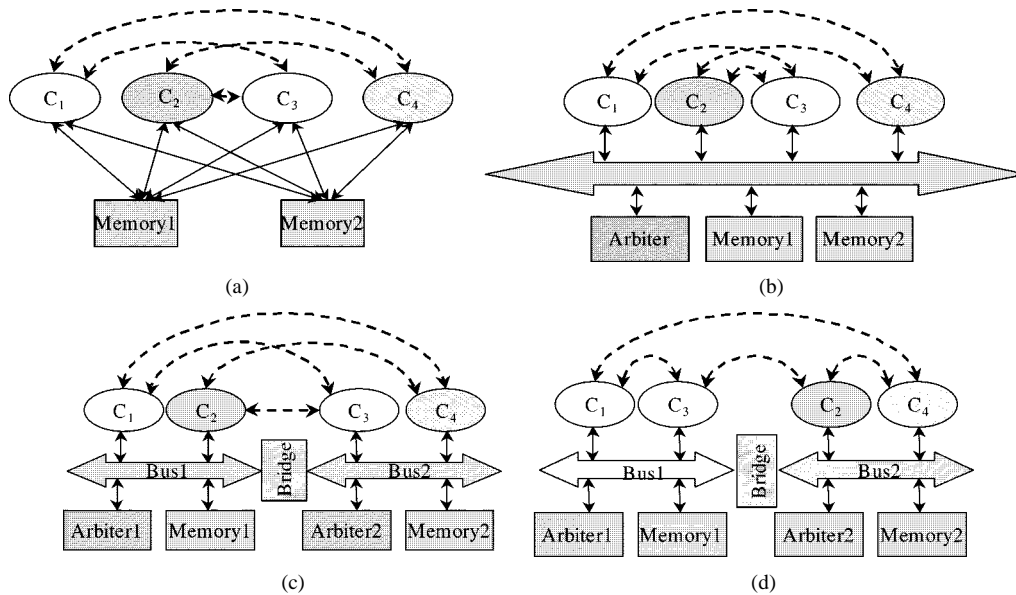 C1 C2 C3 C4
Memory1 Memory2
(a)
C1 C2 C3 C4
Arbiter Memory1 Memory2
(b)
C1 C2 C3 C4
Bus1 Bridge Bus2
Arbiter1 Memory1 Arbiter2 Memory2
(c)
C1 C3 C2 C4
Bus1 Bridge Bus2
Arbiter1 Memory1 Arbiter2 Memory2
(d)